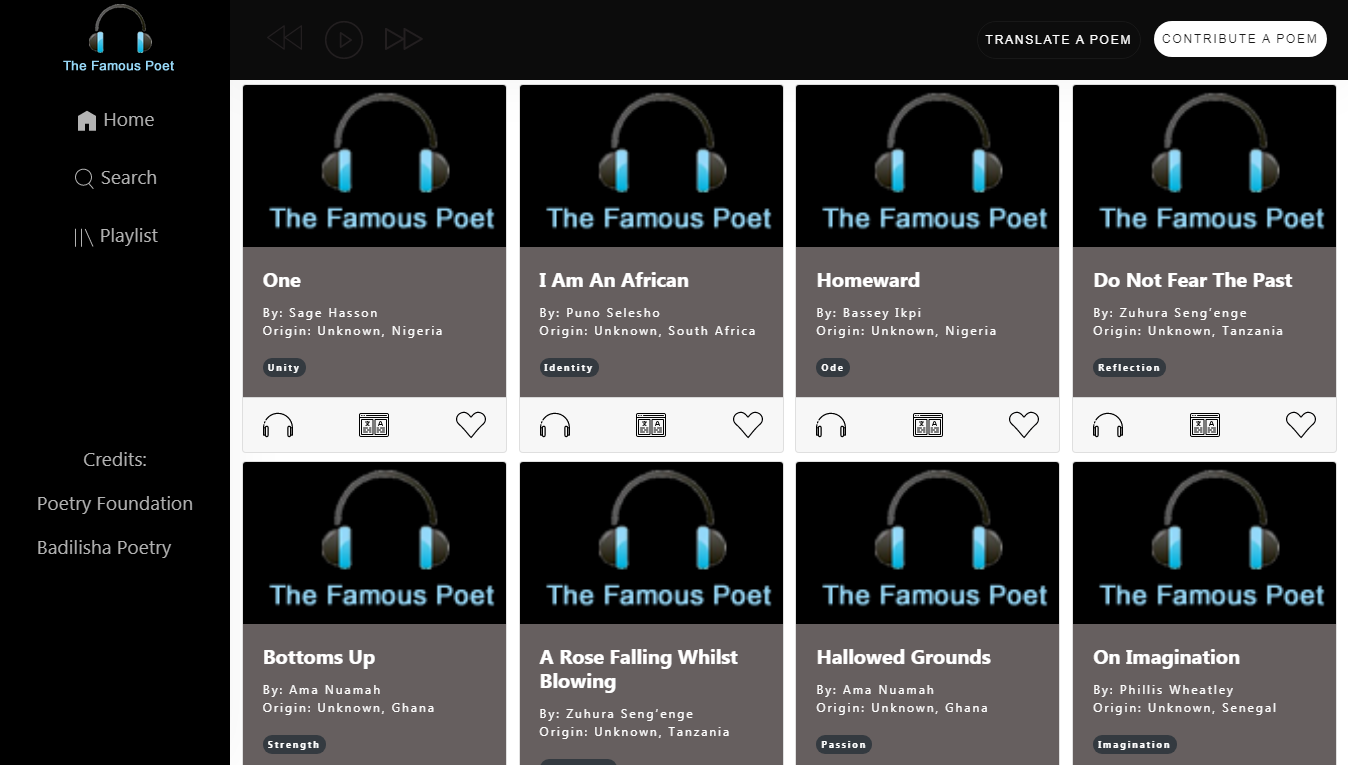 The Famous Poet
Home
Search
Playlist
Credits:
Poetry Foundation
Badilisha Poetry
TRANSLATE A POEM
CONTRIBUTE A POEM
The Famous Poet
One
By: Sage Hasson
Origin: Unknown, Nigeria
Unity
The Famous Poet
I Am An African
By: Puno Selesho
Origin: Unknown, South Africa
Identity
The Famous Poet
Homeward
By: Bassey Ikpi
Origin: Unknown, Nigeria
Ode
The Famous Poet
Do Not Fear The Past
By: Zuhura Seng’enge
Origin: Unknown, Tanzania
Reflection
The Famous Poet
Bottoms Up
By: Ama Nuamah
Origin: Unknown, Ghana
Strength
The Famous Poet
A Rose Falling Whilst
Blowing
By: Zuhura Seng’enge
Origin: Unknown, Tanzania
The Famous Poet
Hallowed Grounds
By: Ama Nuamah
Origin: Unknown, Ghana
Passion
The Famous Poet
On Imagination
By: Phillis Wheatley
Origin: Unknown, Senegal
Imagination